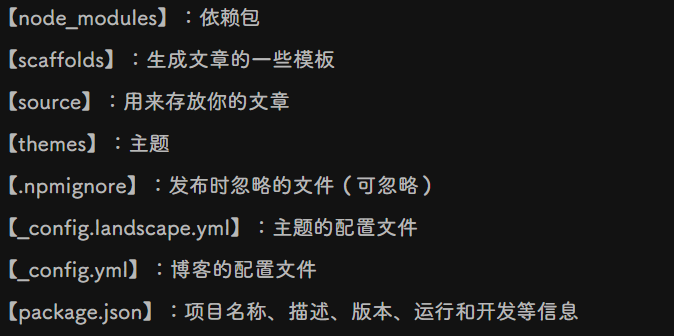 【node_modules】：依赖包
【scaffolds】：生成文章的一些模板
【source】：用来存放你的文章
【themes】：主题
【.npmignore】：发布时忽略的文件（可忽略）
【_config.landscape.yml】：主题的配置文件
【_config.yml】：博客的配置文件
【package.json】：项目名称、描述、版本、运行和开发等信息